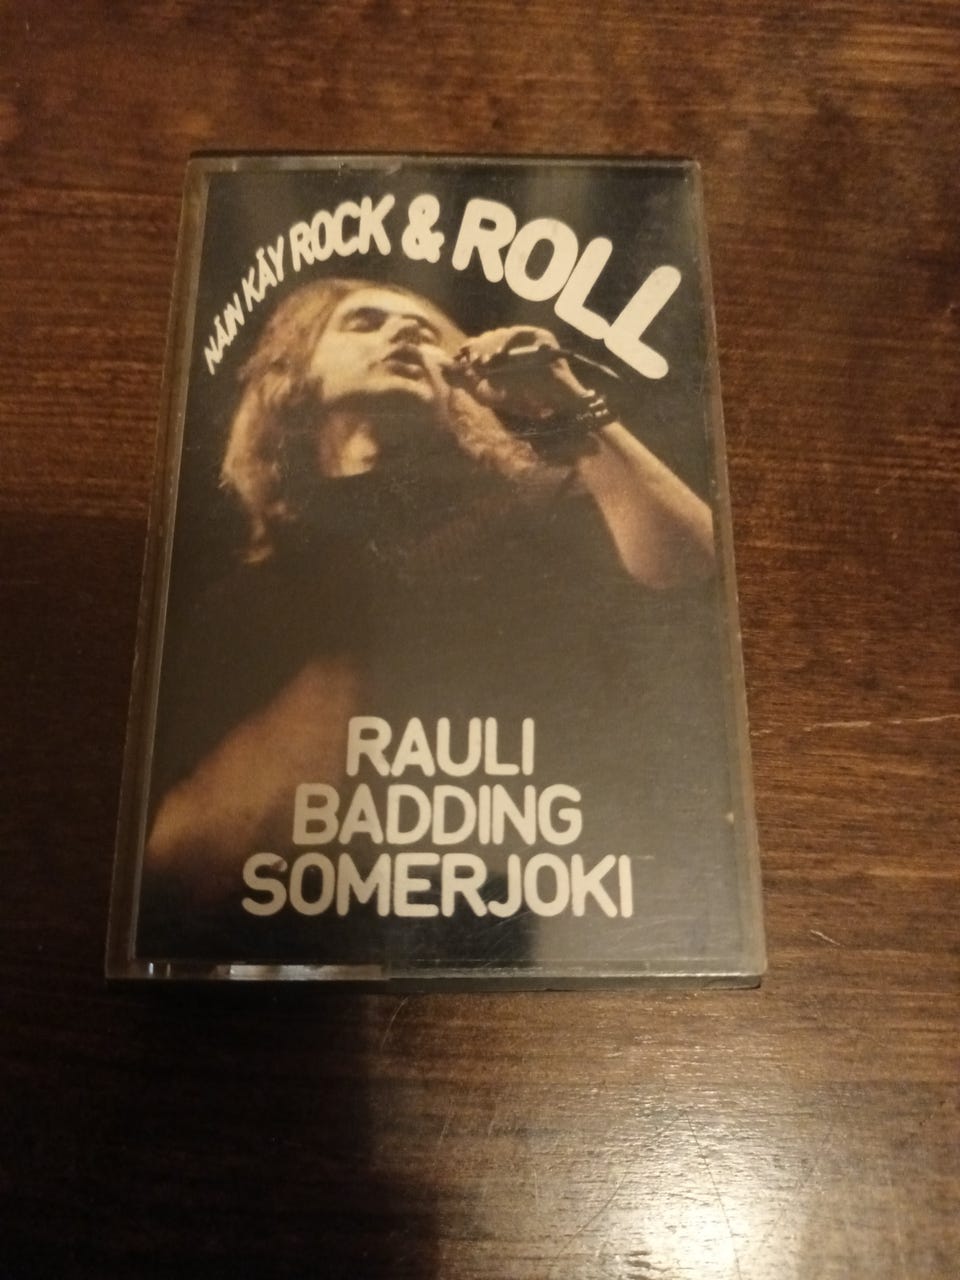 NÄIN KÄY ROCK & ROLL
RAULI
BADDING
SOMERJOKI